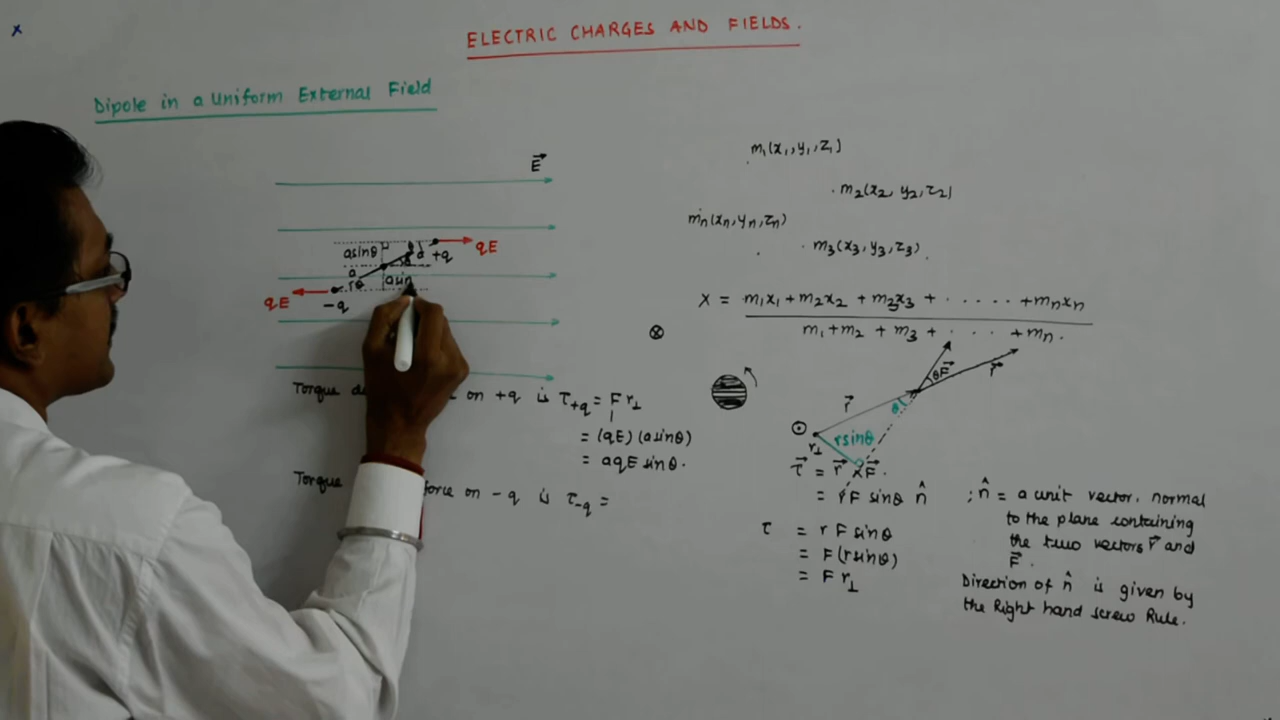 x
ELECTRIC CHARGES AND FIELDS.
Dipole in a Uniform External Field
E
asinθ
a
+q
qE
a
θ
asin
qE
-q
Torque on +q is τ+q = F r⊥
= (qE) (a sinθ)
= aqE sinθ.
Torque force on -q is τ-q =
m1(x1, y1, z1)
m2(x2, y2, z2)
mn(xn, yn, zn)
m3(x3, y3, z3)
X = m1x1 + m2x2 + m3x3 + . . . . . + mnxn
m1 + m2 + m3 + . . . + mn.
θ F r
r
θ
r⊥ rsinθ
τ = r × F.
= rF sinθ n̂ ; n̂ = a unit vector, normal
to the plane containing
the two vectors r and
F.
τ = r F sinθ
= F(rsinθ)
= F r⊥
Direction of n̂ is given by
the Right hand screw Rule.